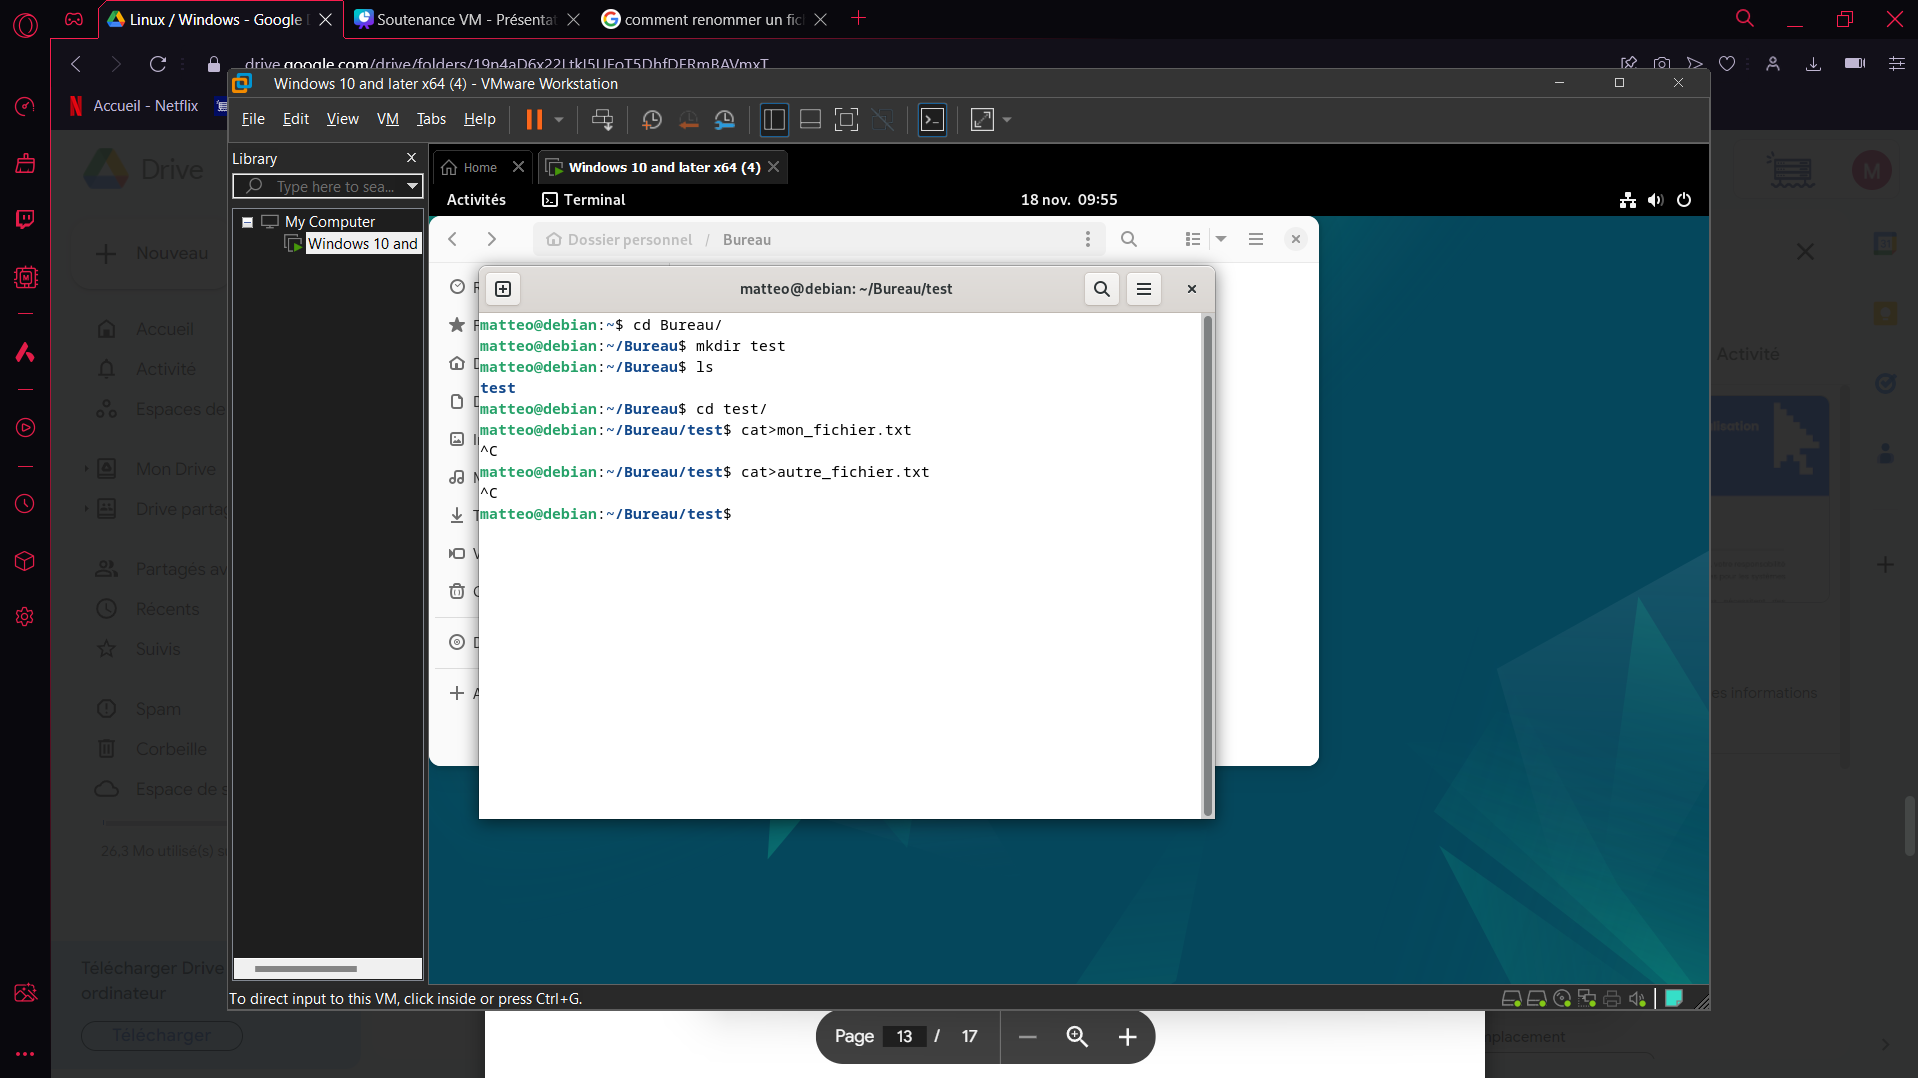 Linux / Windows - Google
Soutenance VM - Présentat
comment renommer un fic
drive.google.com/drive/folders/19n4aD6x22LtkI5UFoT5DhfDFRmBAVmxT
Accueil - Netflix
Windows 10 and later x64 (4) - VMware Workstation
File Edit View VM Tabs Help
Library
Type here to sea...
My Computer
Windows 10 and
Home
Windows 10 and later x64 (4)
Activités
Terminal
18 nov. 09:55
Dossier personnel / Bureau
matteo@debian: ~/Bureau/test
matteo@debian:~$ cd Bureau/
matteo@debian:~/Bureau$ mkdir test
matteo@debian:~/Bureau$ ls
test
matteo@debian:~/Bureau$ cd test/
matteo@debian:~/Bureau/test$ cat>mon_fichier.txt
^C
matteo@debian:~/Bureau/test$ cat>autre_fichier.txt
^C
matteo@debian:~/Bureau/test$
Drive
Nouveau
Accueil
Activité
Espaces de
Mon Drive
Drive partag
Partagés av
Récents
Suivis
Spam
Corbeille
Espace de s
26.3 Mo utilisé(s) s
Télécharger Drive
ordinateur
Télécharger
M
Activité
alisation
es informations
mplacement
To direct input to this VM, click inside or press Ctrl+G.
Page 13 / 17